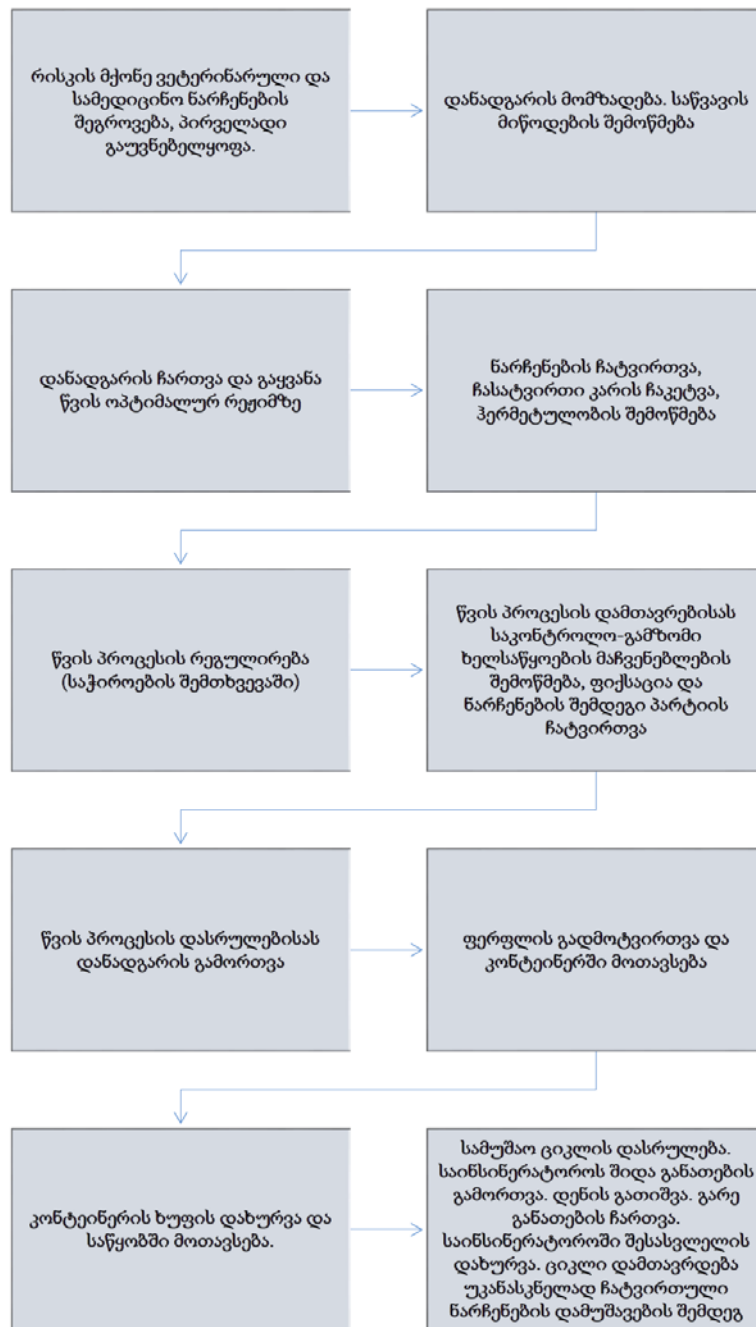 რისკის მქონე ვეტერინარული და
სამედიცინო ნარჩენების
შეგროვება, პირველადი
გაუვნებელყოფა.
დანადგარის მომზადება. საწვავის
მიწოდების შემოწმება
დანადგარის ჩართვა და გაყვანა
წვის ოპტიმალურ რეჟიმზე
ნარჩენების ჩატვირთვა,
ჩასატვირთი კარის ჩაკეტვა,
ჰერმეტულობის შემოწმება
წვის პროცესის რეგულირება
(საჭიროების შემთხვევაში)
წვის პროცესის დამთავრებისას
საკონტროლო-გამზომი
ხელსაწყოების მაჩვენებლების
შემოწმება, ფიქსაცია და
ნარჩენების შემდეგი პარტიის
ჩატვირთვა
წვის პროცესის დასრულებისას
დანადგარის გამორთვა
ფერფლის გადმოტვირთვა და
კონტეინერში მოთავსება
კონტეინერის ხუფის დახურვა და
საწყობში მოთავსება.
სამუშაო ციკლის დასრულება.
საინსინერატოროს შიდა განათების
გამორთვა. დენის გათიშვა. გარე
განათების ჩართვა.
საინსინერატოროში შესასვლელის
დახურვა. ციკლი დამთავრდება
უკანასკნელად ჩატვირთული
ნარჩენების დამუშავების შემდეგ